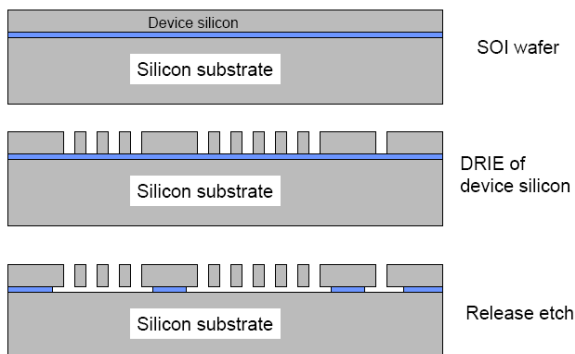 Device silicon
Silicon substrate
SOI wafer
Silicon substrate
DRIE of
device silicon
Silicon substrate
Release etch